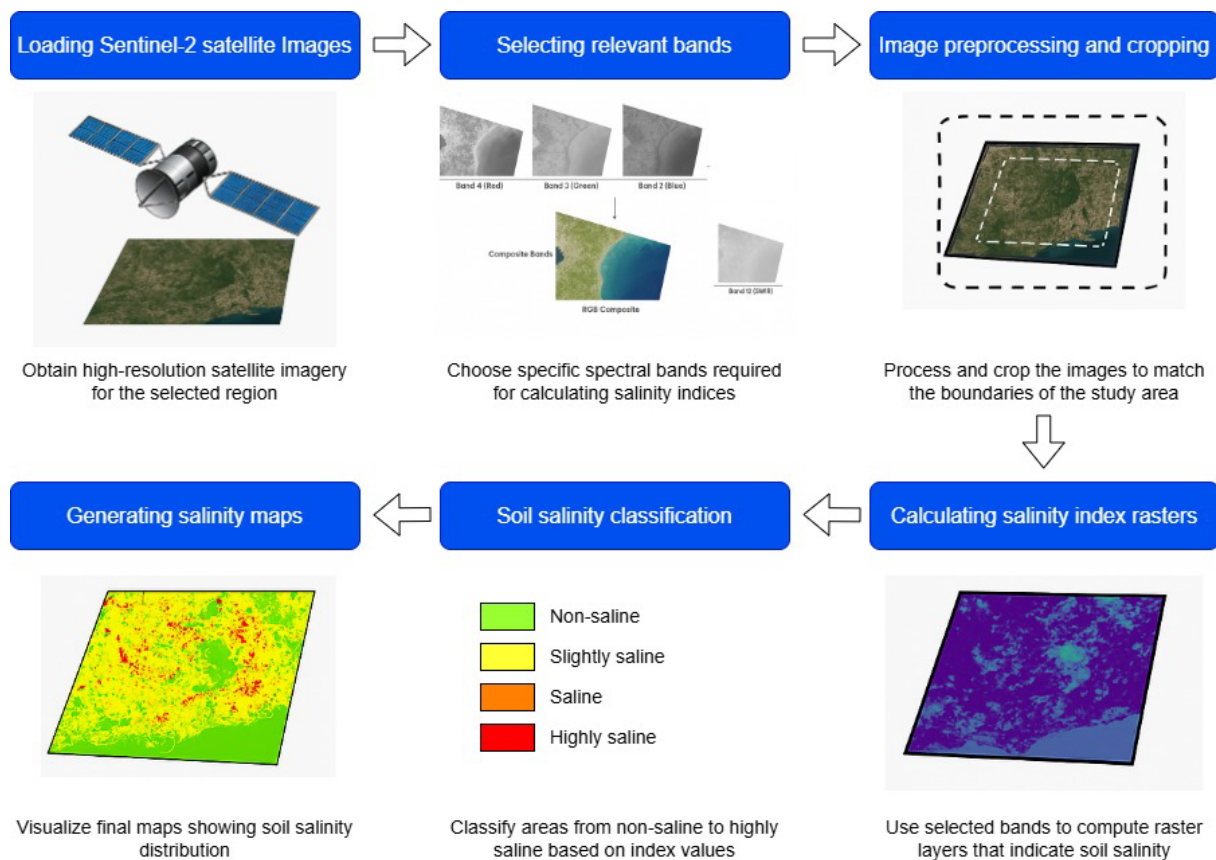 Loading Sentinel-2 satellite Images
Selecting relevant bands
Image preprocessing and cropping
Band 4 (Red)
Band 3 (Green)
Band 2 (Blue)
Composite Bands
RGB Composite
Band 12 (SWIR)
Obtain high-resolution satellite imagery
for the selected region
Choose specific spectral bands required
for calculating salinity indices
Process and crop the images to match
the boundaries of the study area
Calculating salinity index rasters
Use selected bands to compute raster
layers that indicate soil salinity
Soil salinity classification
Non-saline
Slightly saline
Saline
Highly saline
Classify areas from non-saline to highly
saline based on index values
Generating salinity maps
Visualize final maps showing soil salinity
distribution